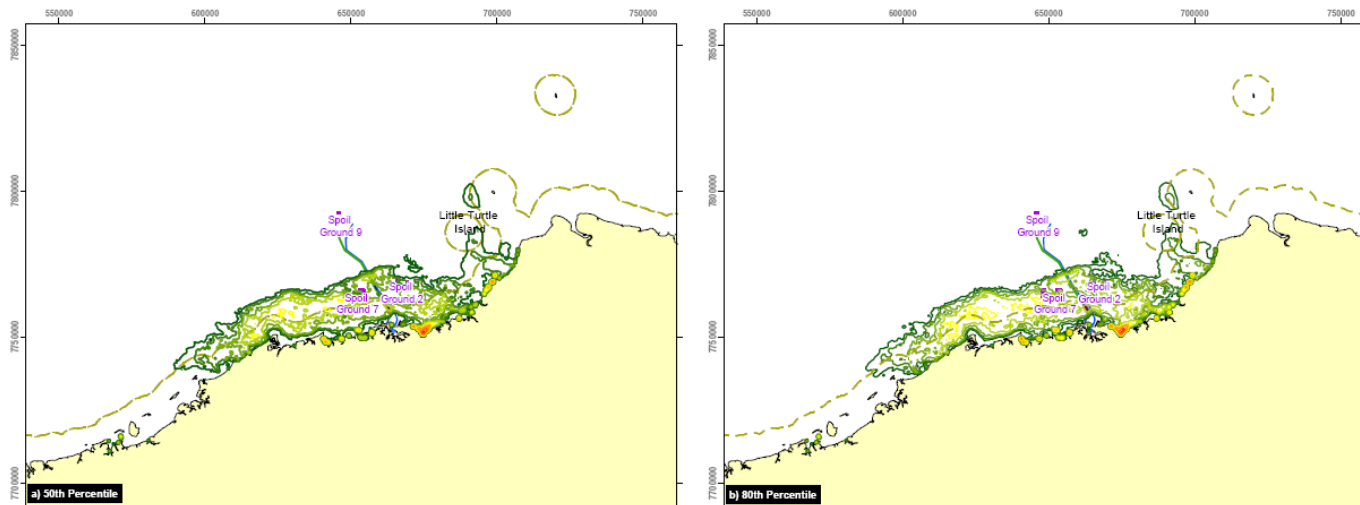 550000 600000 650000 700000 750000
7850000
7800000
7750000
7700000
Spoil
Ground 9
Little Turtle
Island
Spoil
Ground 2
Spoil
Ground 7
a) 50th Percentile
550000 600000 650000 700000 750000
7850000
7800000
7750000
7700000
Spoil
Ground 9
Little Turtle
Island
Spoil
Ground 2
Spoil
Ground 7
b) 80th Percentile